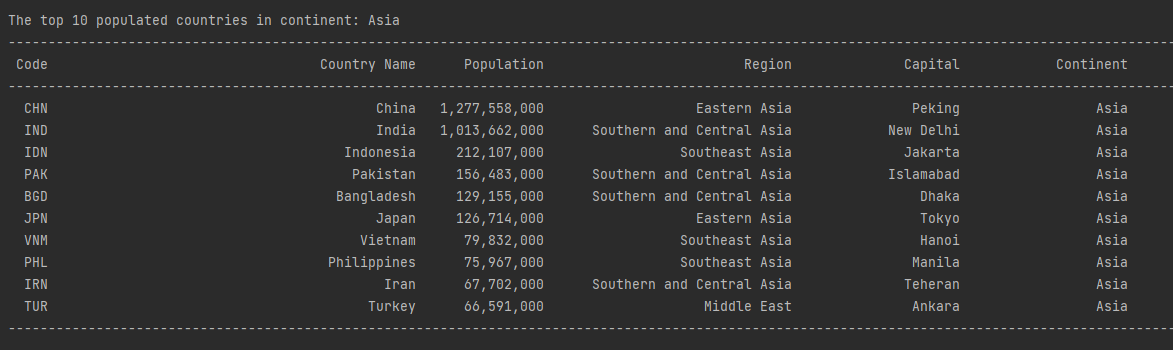 The top 10 populated countries in continent: Asia
--------------------------------------------------------------------------------------------------------------------------------------------------
Code Country Name Population Region Capital Continent
--------------------------------------------------------------------------------------------------------------------------------------------------
CHN China 1,277,558,000 Eastern Asia Peking Asia
IND India 1,013,662,000 Southern and Central Asia New Delhi Asia
IDN Indonesia 212,107,000 Southeast Asia Jakarta Asia
PAK Pakistan 156,483,000 Southern and Central Asia Islamabad Asia
BGD Bangladesh 129,155,000 Southern and Central Asia Dhaka Asia
JPN Japan 126,714,000 Eastern Asia Tokyo Asia
VNM Vietnam 79,832,000 Southeast Asia Hanoi Asia
PHL Philippines 75,967,000 Southeast Asia Manila Asia
IRN Iran 67,702,000 Southern and Central Asia Teheran Asia
TUR Turkey 66,591,000 Middle East Ankara Asia
--------------------------------------------------------------------------------------------------------------------------------------------------